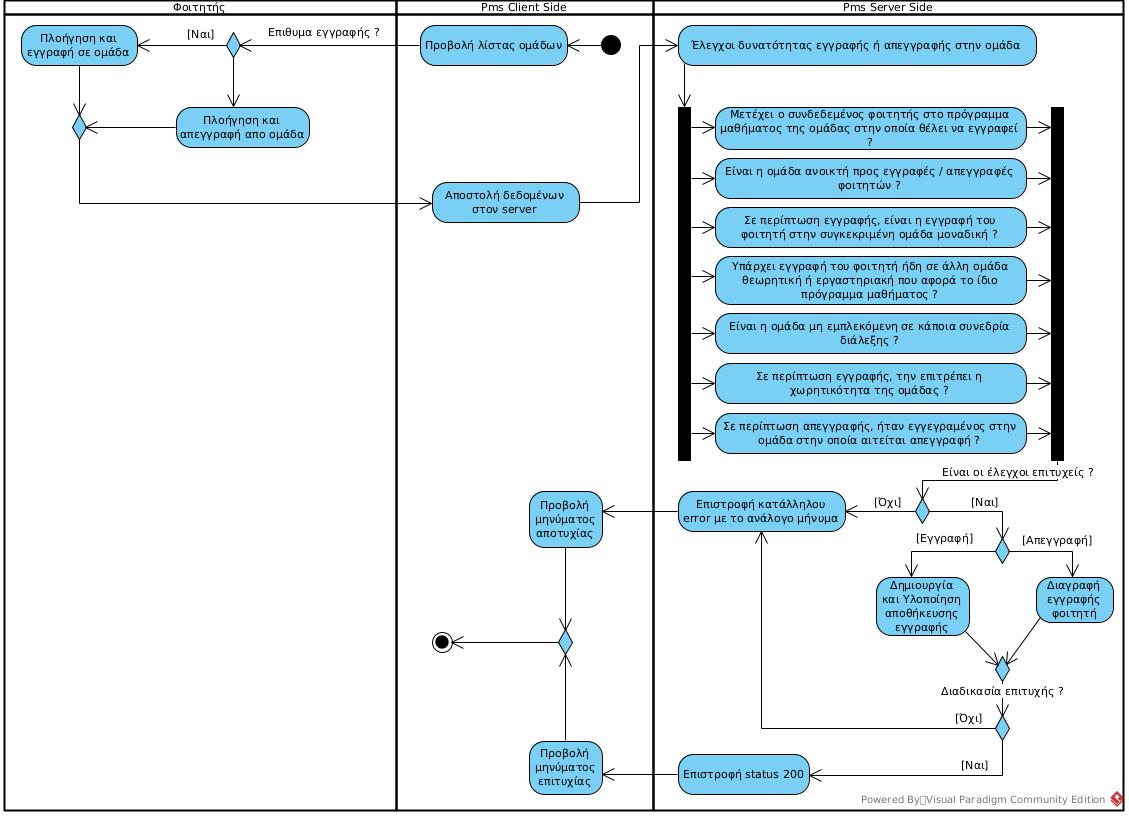 Φοιτητής
Pms Client Side
Pms Server Side
Πλοήγηση και
εγγραφή σε ομάδα
[Ναι]
Επιθυμα εγγραφής ?
Προβολή λίστας ομάδων
Έλεγχοι δυνατότητας εγγραφής ή απεγγραφής στην ομάδα
Πλοήγηση και
απεγγραφή απο ομάδα
Μετέχει ο συνδεδεμένος φοιτητής στο πρόγραμμα
μαθήματος της ομάδας στην οποία θέλει να εγγραφεί
?
Είναι η ομάδα ανοικτή προς εγγραφές / απεγγραφές
φοιτητών ?
Αποστολή δεδομένων
στον server
Σε περίπτωση εγγραφής, είναι η εγγραφή του
φοιτητή στην συγκεκριμένη ομάδα μοναδική ?
Υπάρχει εγγραφή του φοιτητή ήδη σε άλλη ομάδα
θεωρητική ή εργαστηριακή που αφορά το ίδιο
πρόγραμμα μαθήματος ?
Είναι η ομάδα μη εμπλεκόμενη σε κάποια συνεδρία
διάλεξης ?
Σε περίπτωση εγγραφής, την επιτρέπει η
χωρητικότητα της ομάδας ?
Σε περίπτωση απεγγραφής, ήταν εγγεγραμένος στην
ομάδα στην οποία αιτείται απεγγραφή ?
Είναι οι έλεγχοι επιτυχείς ?
Προβολή
μηνύματος
αποτυχίας
Επιστροφή κατάλληλου
error με το ανάλογο μήνυμα
[Όχι]
[Ναι]
[Εγγραφή]
[Απεγγραφή]
Δημιουργία
και Υλοποίηση
αποθήκευσης
εγγραφής
Διαγραφή
εγγραφής
φοιτητή
Διαδικασία επιτυχής ?
[Όχι]
[Ναι]
Προβολή
μηνύματος
επιτυχίας
Επιστροφή status 200
Powered By Visual Paradigm Community Edition